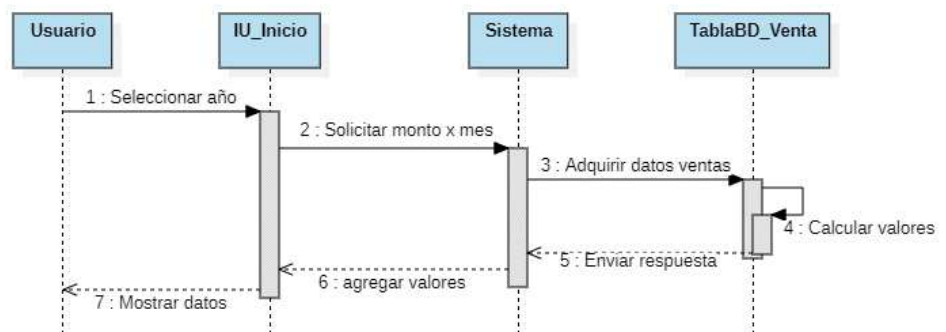 Usuario
IU_Inicio
Sistema
TablaBD_Venta
1 : Seleccionar año
2 : Solicitar monto x mes
3 : Adquirir datos ventas
4 : Calcular valores
5 : Enviar respuesta
6 : agregar valores
7 : Mostrar datos